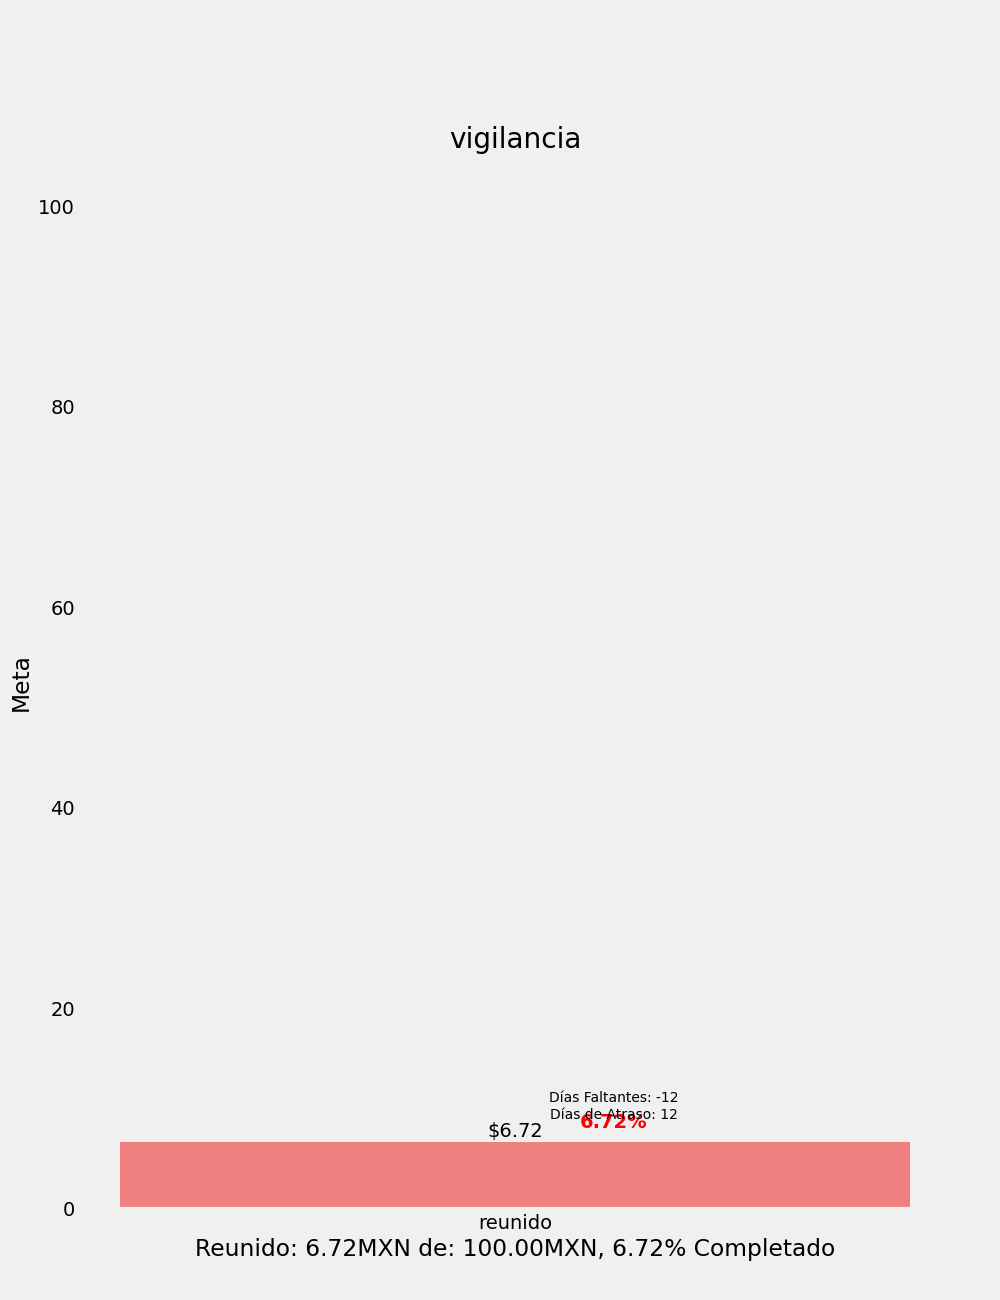 vigilancia
100
80
60
Meta
40
20
Días Faltantes: -12
Días de Atraso: 12
6.72%
$6.72
0
reunido
Reunido: 6.72MXN de: 100.00MXN, 6.72% Completado